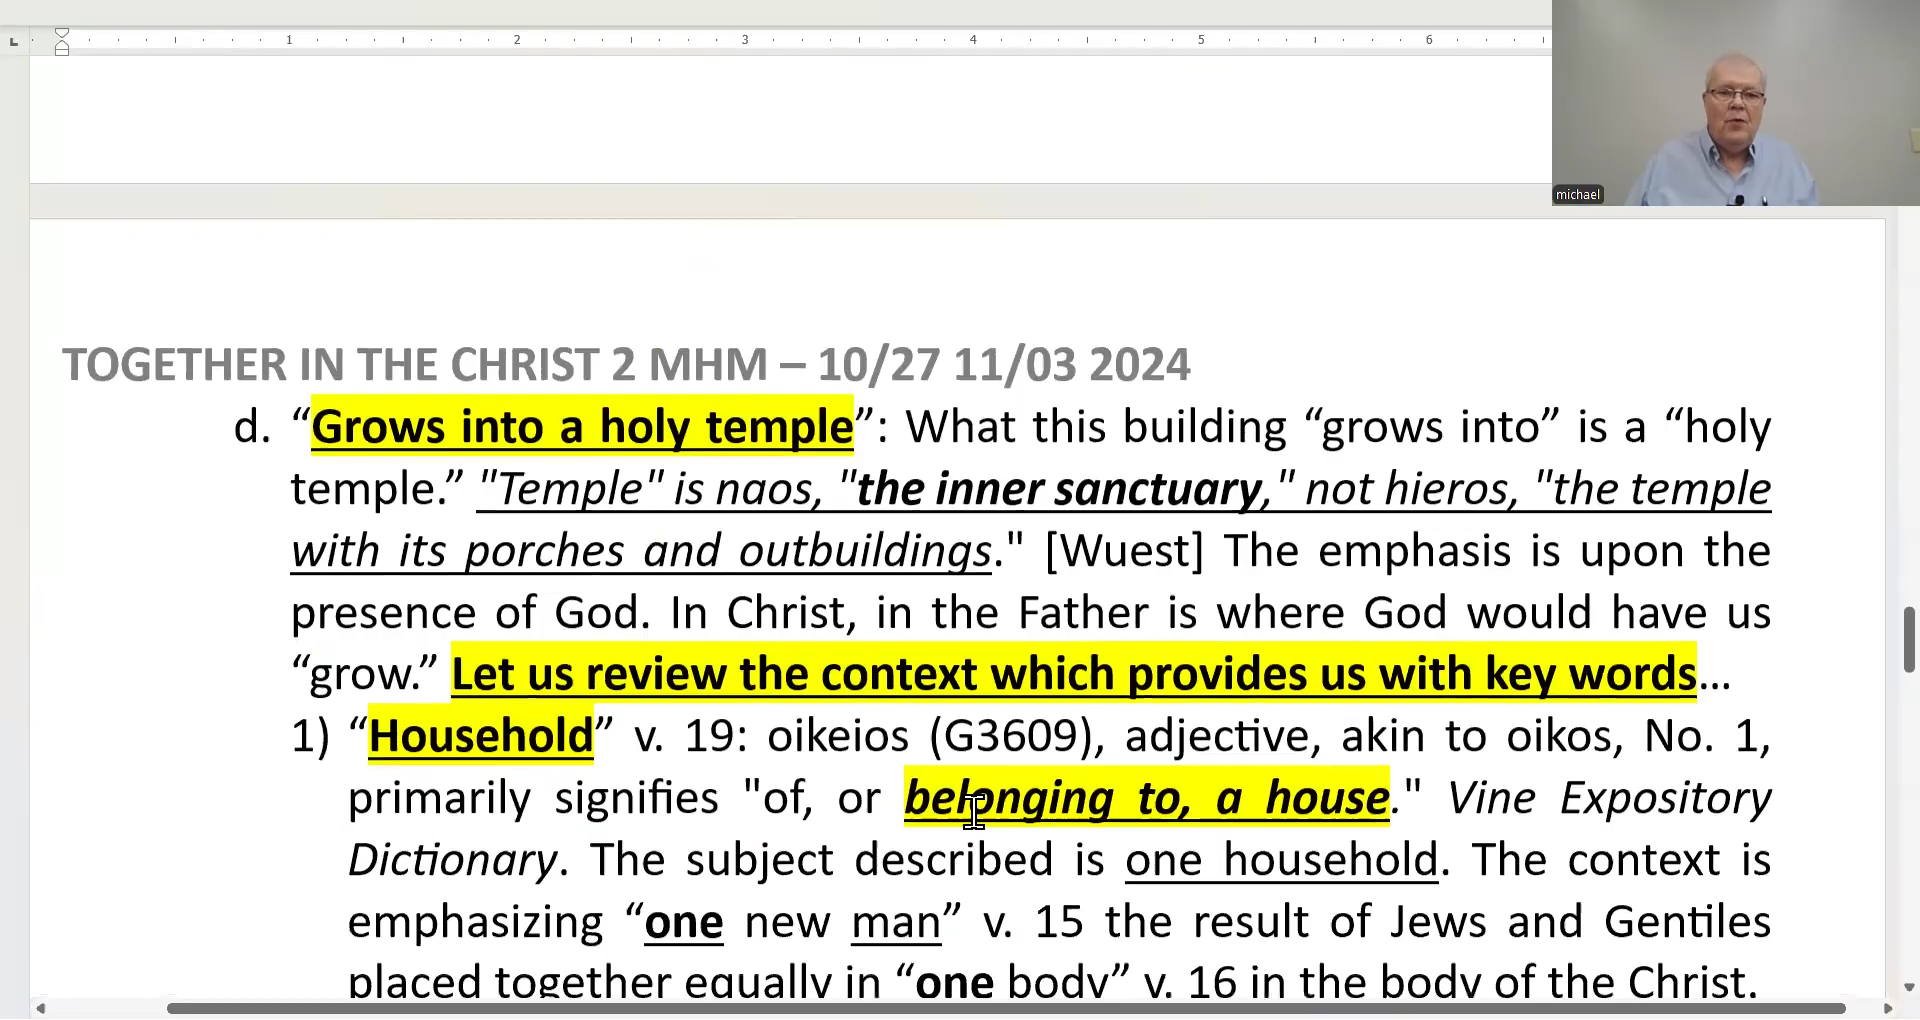 1 2 3 4 5 6
michael
TOGETHER IN THE CHRIST 2 MHM – 10/27 11/03 2024
d. “Grows into a holy temple”: What this building “grows into” is a “holy
temple.” "Temple" is naos, "the inner sanctuary," not hieros, "the temple
with its porches and outbuildings." [Wuest] The emphasis is upon the
presence of God. In Christ, in the Father is where God would have us
“grow.” Let us review the context which provides us with key words...
1) “Household” v. 19: oikeios (G3609), adjective, akin to oikos, No. 1,
primarily signifies "of, or belonging to, a house." Vine Expository
Dictionary. The subject described is one household. The context is
emphasizing “one new man” v. 15 the result of Jews and Gentiles
placed together equally in “one body” v. 16 in the body of the Christ.